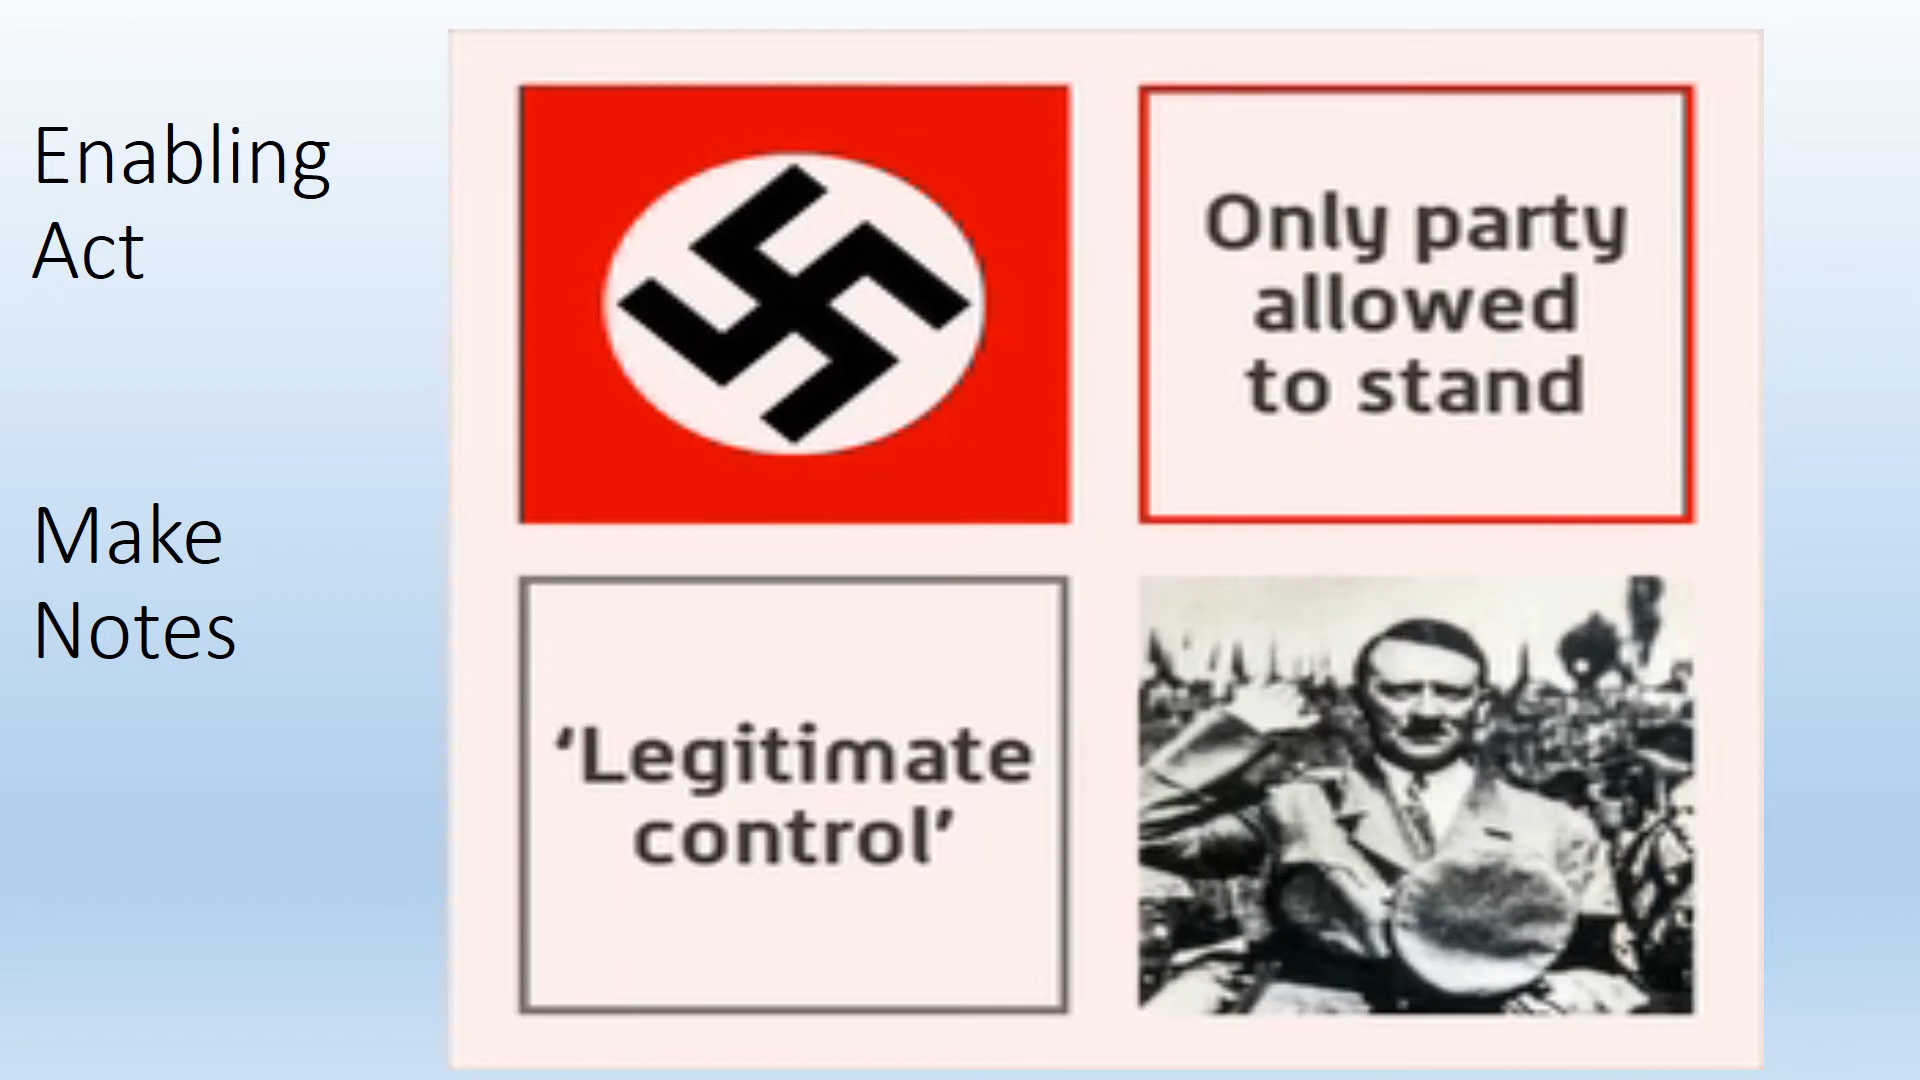 Enabling
Act
Make
Notes
Only party
allowed
to stand
‘Legitimate
control’